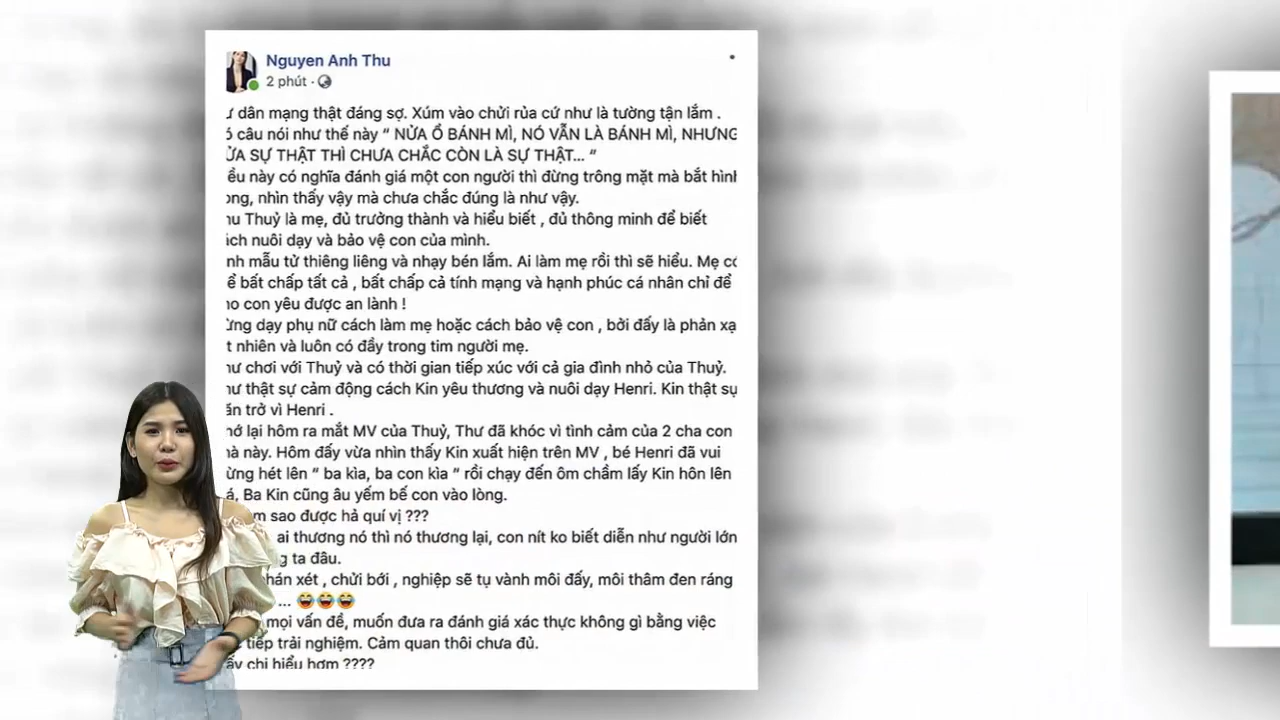 Nguyen Anh Thu
2 phút ·
dân mạng thật đáng sợ. Xúm vào chửi rủa cứ như là tường tận lắm .
câu nói như thế này “ NỬA Ổ BÁNH MÌ, NÓ VẪN LÀ BÁNH MÌ, NHƯNG
SỰ THẬT THÌ CHƯA CHẮC CÒN LÀ SỰ THẬT... “
này có nghĩa đánh giá một con người thì đừng trông mặt mà bắt hình
nhìn thấy vậy mà chưa chắc đúng là như vậy.
Thuỷ là mẹ, đủ trưởng thành và hiểu biết , đủ thông minh để biết
nuôi dạy và bảo vệ con của mình.
mẫu tử thiêng liêng và nhạy bén lắm. Ai làm mẹ rồi thì sẽ hiểu. Mẹ có
bất chấp tất cả , bất chấp cả tính mạng và hạnh phúc cá nhân chỉ để
con yêu được an lành !
dạy phụ nữ cách làm mẹ hoặc cách bảo vệ con , bởi đấy là phản xạ
nhiên và luôn có đầy trong tim người mẹ.
chơi với Thuỷ và có thời gian tiếp xúc với cả gia đình nhỏ của Thuỷ.
thật sự cảm động cách Kin yêu thương và nuôi dạy Henri. Kin thật sự
trở vì Henri .
lại hôm ra mắt MV của Thuỷ, Thư đã khóc vì tình cảm của 2 cha con
này. Hôm đấy vừa nhìn thấy Kin xuất hiện trên MV , bé Henri đã vui
hét lên “ ba kìa, ba con kìa “ rồi chạy đến ôm chầm lấy Kin hôn lên
Ba Kin cũng âu yếm bế con vào lòng.
sao được hả quí vị ???
ai thương nó thì nó thương lại, con nít ko biết diễn như người lớn
ta đâu.
xét , chửi bới , nghiệp sẽ tụ vành môi đấy, môi thâm đen ráng
... 😂😂😂
mọi vấn đề, muốn đưa ra đánh giá xác thực không gì bằng việc
tiếp trải nghiệm. Cảm quan thôi chưa đủ.
chị hiểu hơm ????